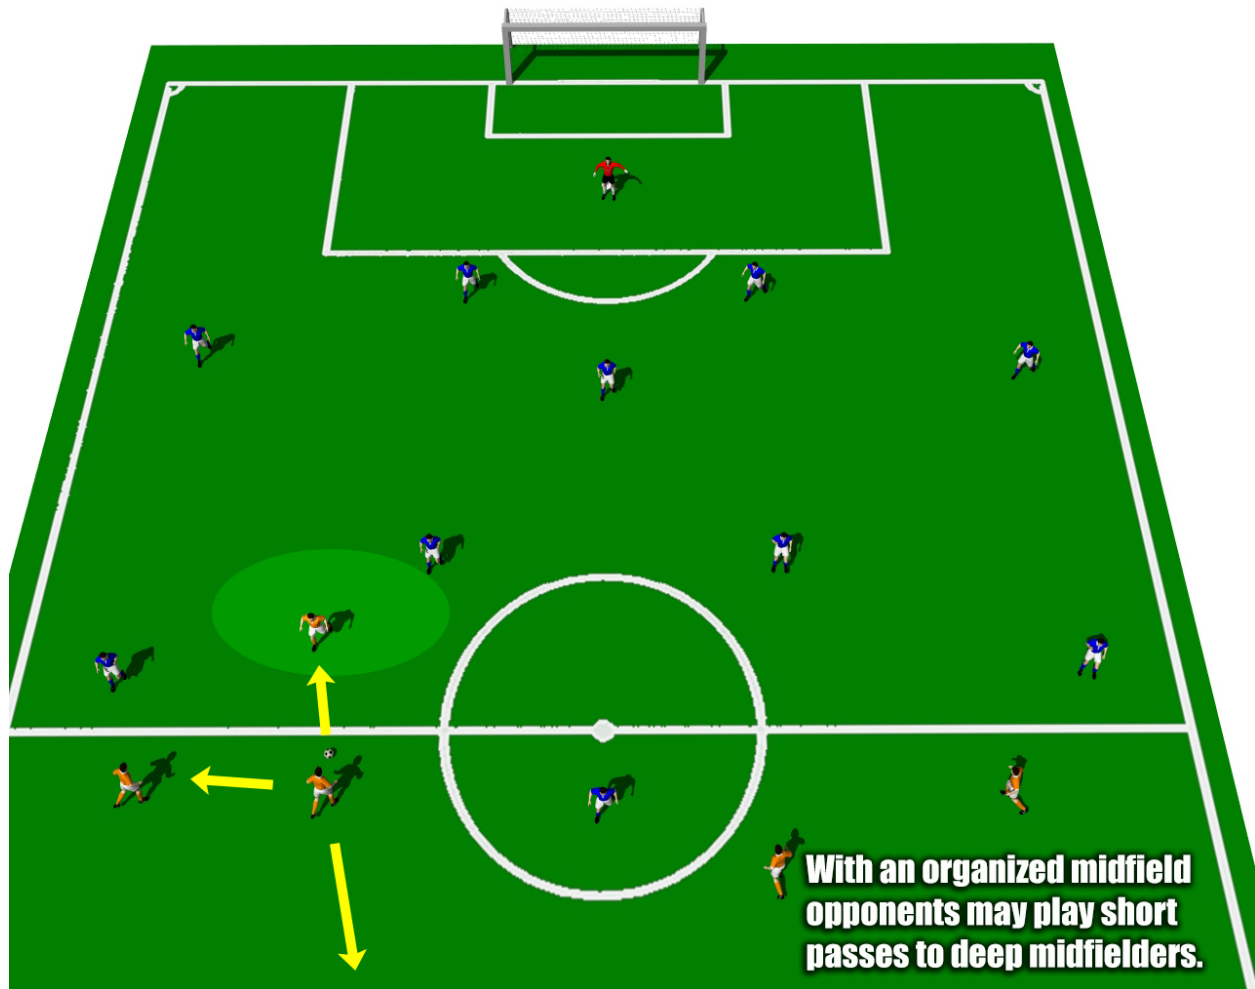 With an organized midfield
opponents may play short
passes to deep midfielders.